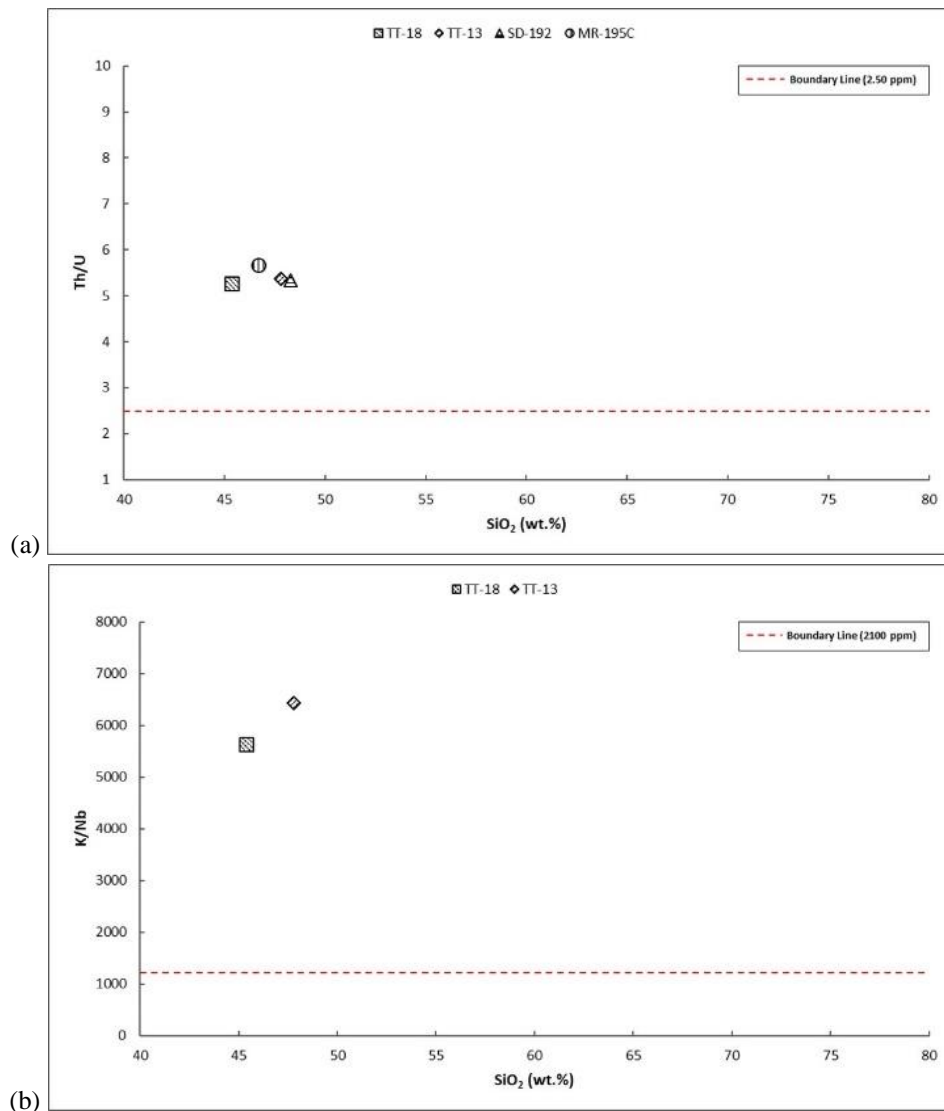 TT-18 TT-13 SD-192 MR-195C
Boundary Line (2.50 ppm)
10
9
8
7
6
5
4
3
2
1
Th/U
40 45 50 55 60 65 70 75 80
SiO₂ (wt.%)
(a)
TT-18 TT-13
Boundary Line (2100 ppm)
8000
7000
6000
5000
4000
3000
2000
1000
0
K/Nb
40 45 50 55 60 65 70 75 80
SiO₂ (wt.%)
(b)